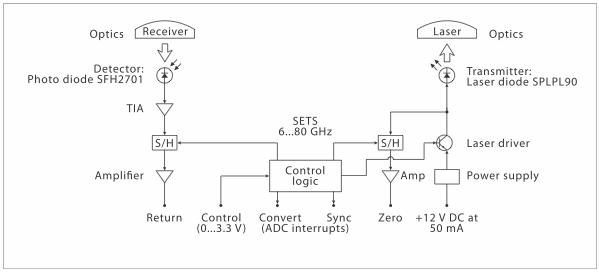 Optics
Receiver
Laser
Optics
Detector:
Photo diode SFH2701
Transmitter:
Laser diode SPLPL90
TIA
SETS
6...80 GHz
S/H
S/H
Laser driver
Amplifier
Control
logic
Amp
Power supply
Return
Control
(0...3.3 V)
Convert
Sync
(ADC interrupts)
Zero
+12 V DC at
50 mA